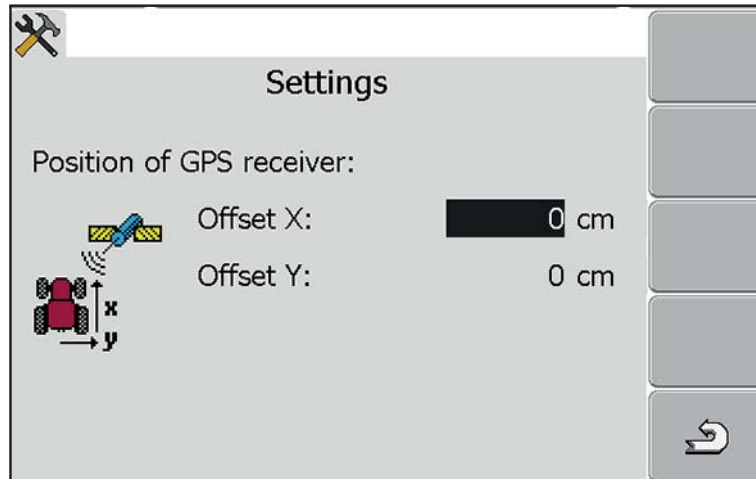 Settings
Position of GPS receiver:
Offset X: 0 cm
Offset Y: 0 cm
x
y